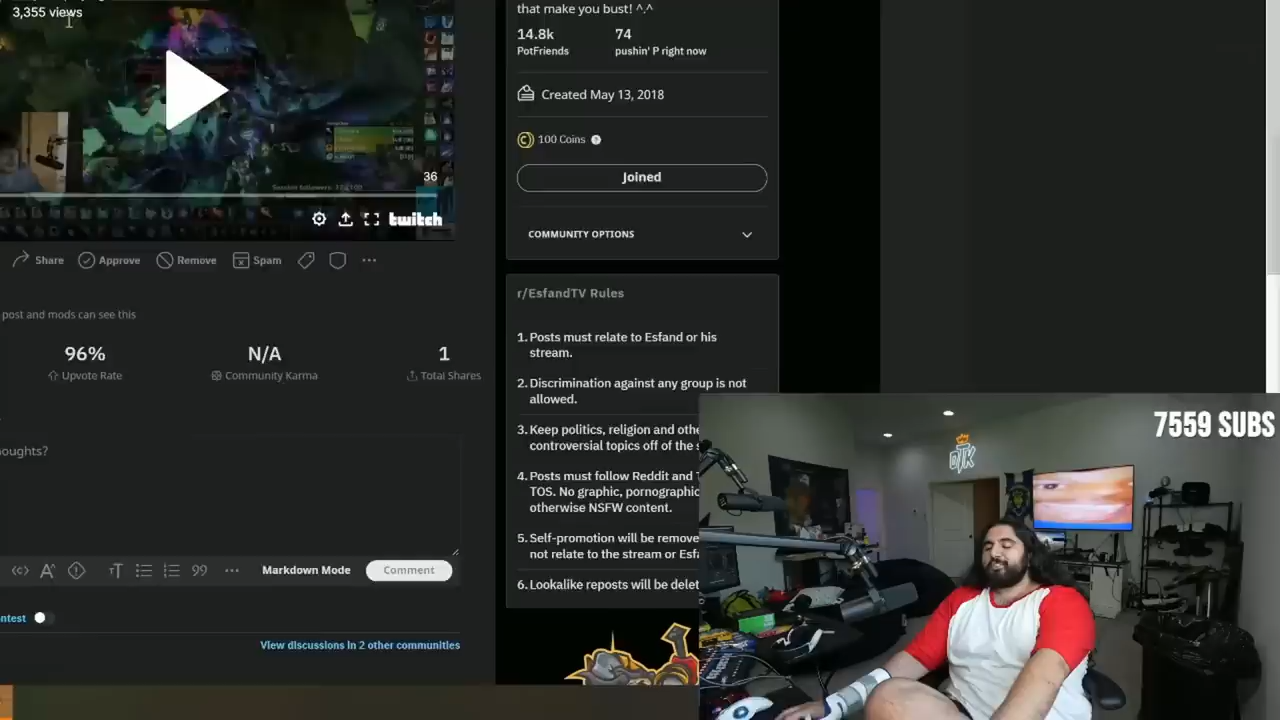 3,355 views
36
twitch
Share
Approve
Remove
Spam
post and mods can see this
96%
Upvote Rate
N/A
Community Karma
1
Total Shares
oughts?
Markdown Mode
Comment
ntest
View discussions in 2 other communities
that make you bust! ^.^
14.8k
PotFriends
74
pushin' P right now
Created May 13, 2018
100 Coins
Joined
COMMUNITY OPTIONS
r/EsfandTV Rules
1. Posts must relate to Esfand or his
stream.
2. Discrimination against any group is not
allowed.
3. Keep politics, religion and othe
controversial topics off of the s
4. Posts must follow Reddit and T
TOS. No graphic, pornographic
otherwise NSFW content.
5. Self-promotion will be remove
not relate to the stream or Esfa
6. Lookalike reposts will be delet
7559 SUBS